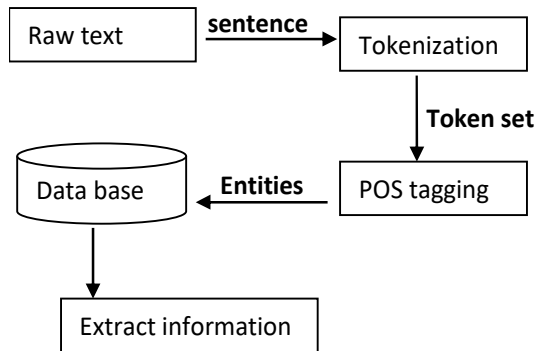 Raw text
sentence
Tokenization
Token set
POS tagging
Entities
Data base
Extract information